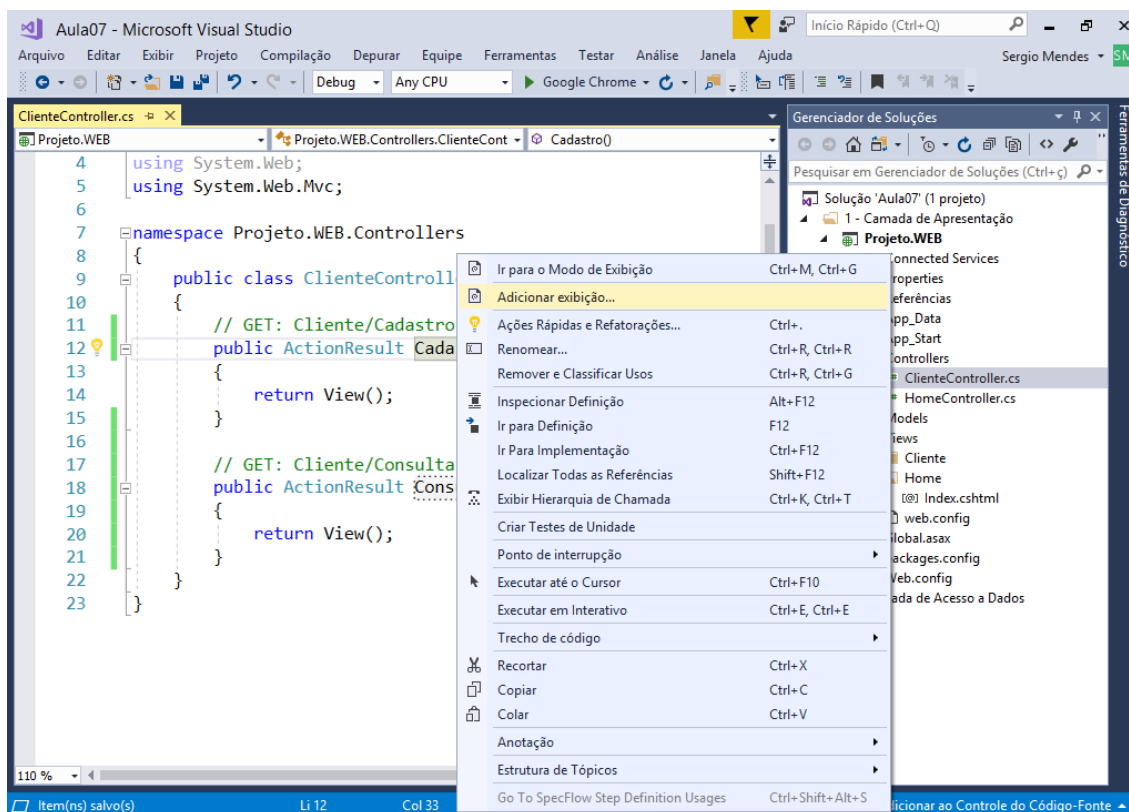 Aula07 - Microsoft Visual Studio
Início Rápido (Ctrl+Q)
Arquivo Editar Exibir Projeto Compilação Depurar Equipe Ferramentas Testar Análise Janela Ajuda
Sergio Mendes
SM
Debug Any CPU Google Chrome
ClienteController.cs
Projeto.WEB
Projeto.WEB.Controllers.ClienteCont
Cadastro()
4 using System.Web;
5 using System.Web.Mvc;
6
7 namespace Projeto.WEB.Controllers
8 {
9 public class ClienteControll
10 {
11 // GET: Cliente/Cadastro
12 public ActionResult Cada
13 {
14 return View();
15 }
16
17 // GET: Cliente/Consulta
18 public ActionResult Cons
19 {
20 return View();
21 }
22 }
23 }
110 %
Ir para o Modo de Exibição Ctrl+M, Ctrl+G
Adicionar exibição...
Ações Rápidas e Refatorações... Ctrl+.
Renomear... Ctrl+R, Ctrl+R
Remover e Classificar Usos Ctrl+R, Ctrl+G
Inspecionar Definição Alt+F12
Ir para Definição F12
Ir Para Implementação Ctrl+F12
Localizar Todas as Referências Shift+F12
Exibir Hierarquia de Chamada Ctrl+K, Ctrl+T
Criar Testes de Unidade
Ponto de interrupção
Executar até o Cursor Ctrl+F10
Executar em Interativo Ctrl+E, Ctrl+E
Trecho de código
Recortar Ctrl+X
Copiar Ctrl+C
Colar Ctrl+V
Anotação
Estrutura de Tópicos
Go To SpecFlow Step Definition Usages Ctrl+Shift+Alt+S
Gerenciador de Soluções
Pesquisar em Gerenciador de Soluções (Ctrl+ç)
Solução 'Aula07' (1 projeto)
1 - Camada de Apresentação
Projeto.WEB
onnected Services
roperties
eferências
pp_Data
pp_Start
ontrollers
ClienteController.cs
HomeController.cs
Models
iews
Cliente
Home
Index.cshtml
web.config
lobal.asax
ackages.config
Web.config
ada de Acesso a Dados
Ferramentas de Diagnóstico
Item(ns) salvo(s) Li 12 Col 33
dicionar ao Controle do Código-Fonte